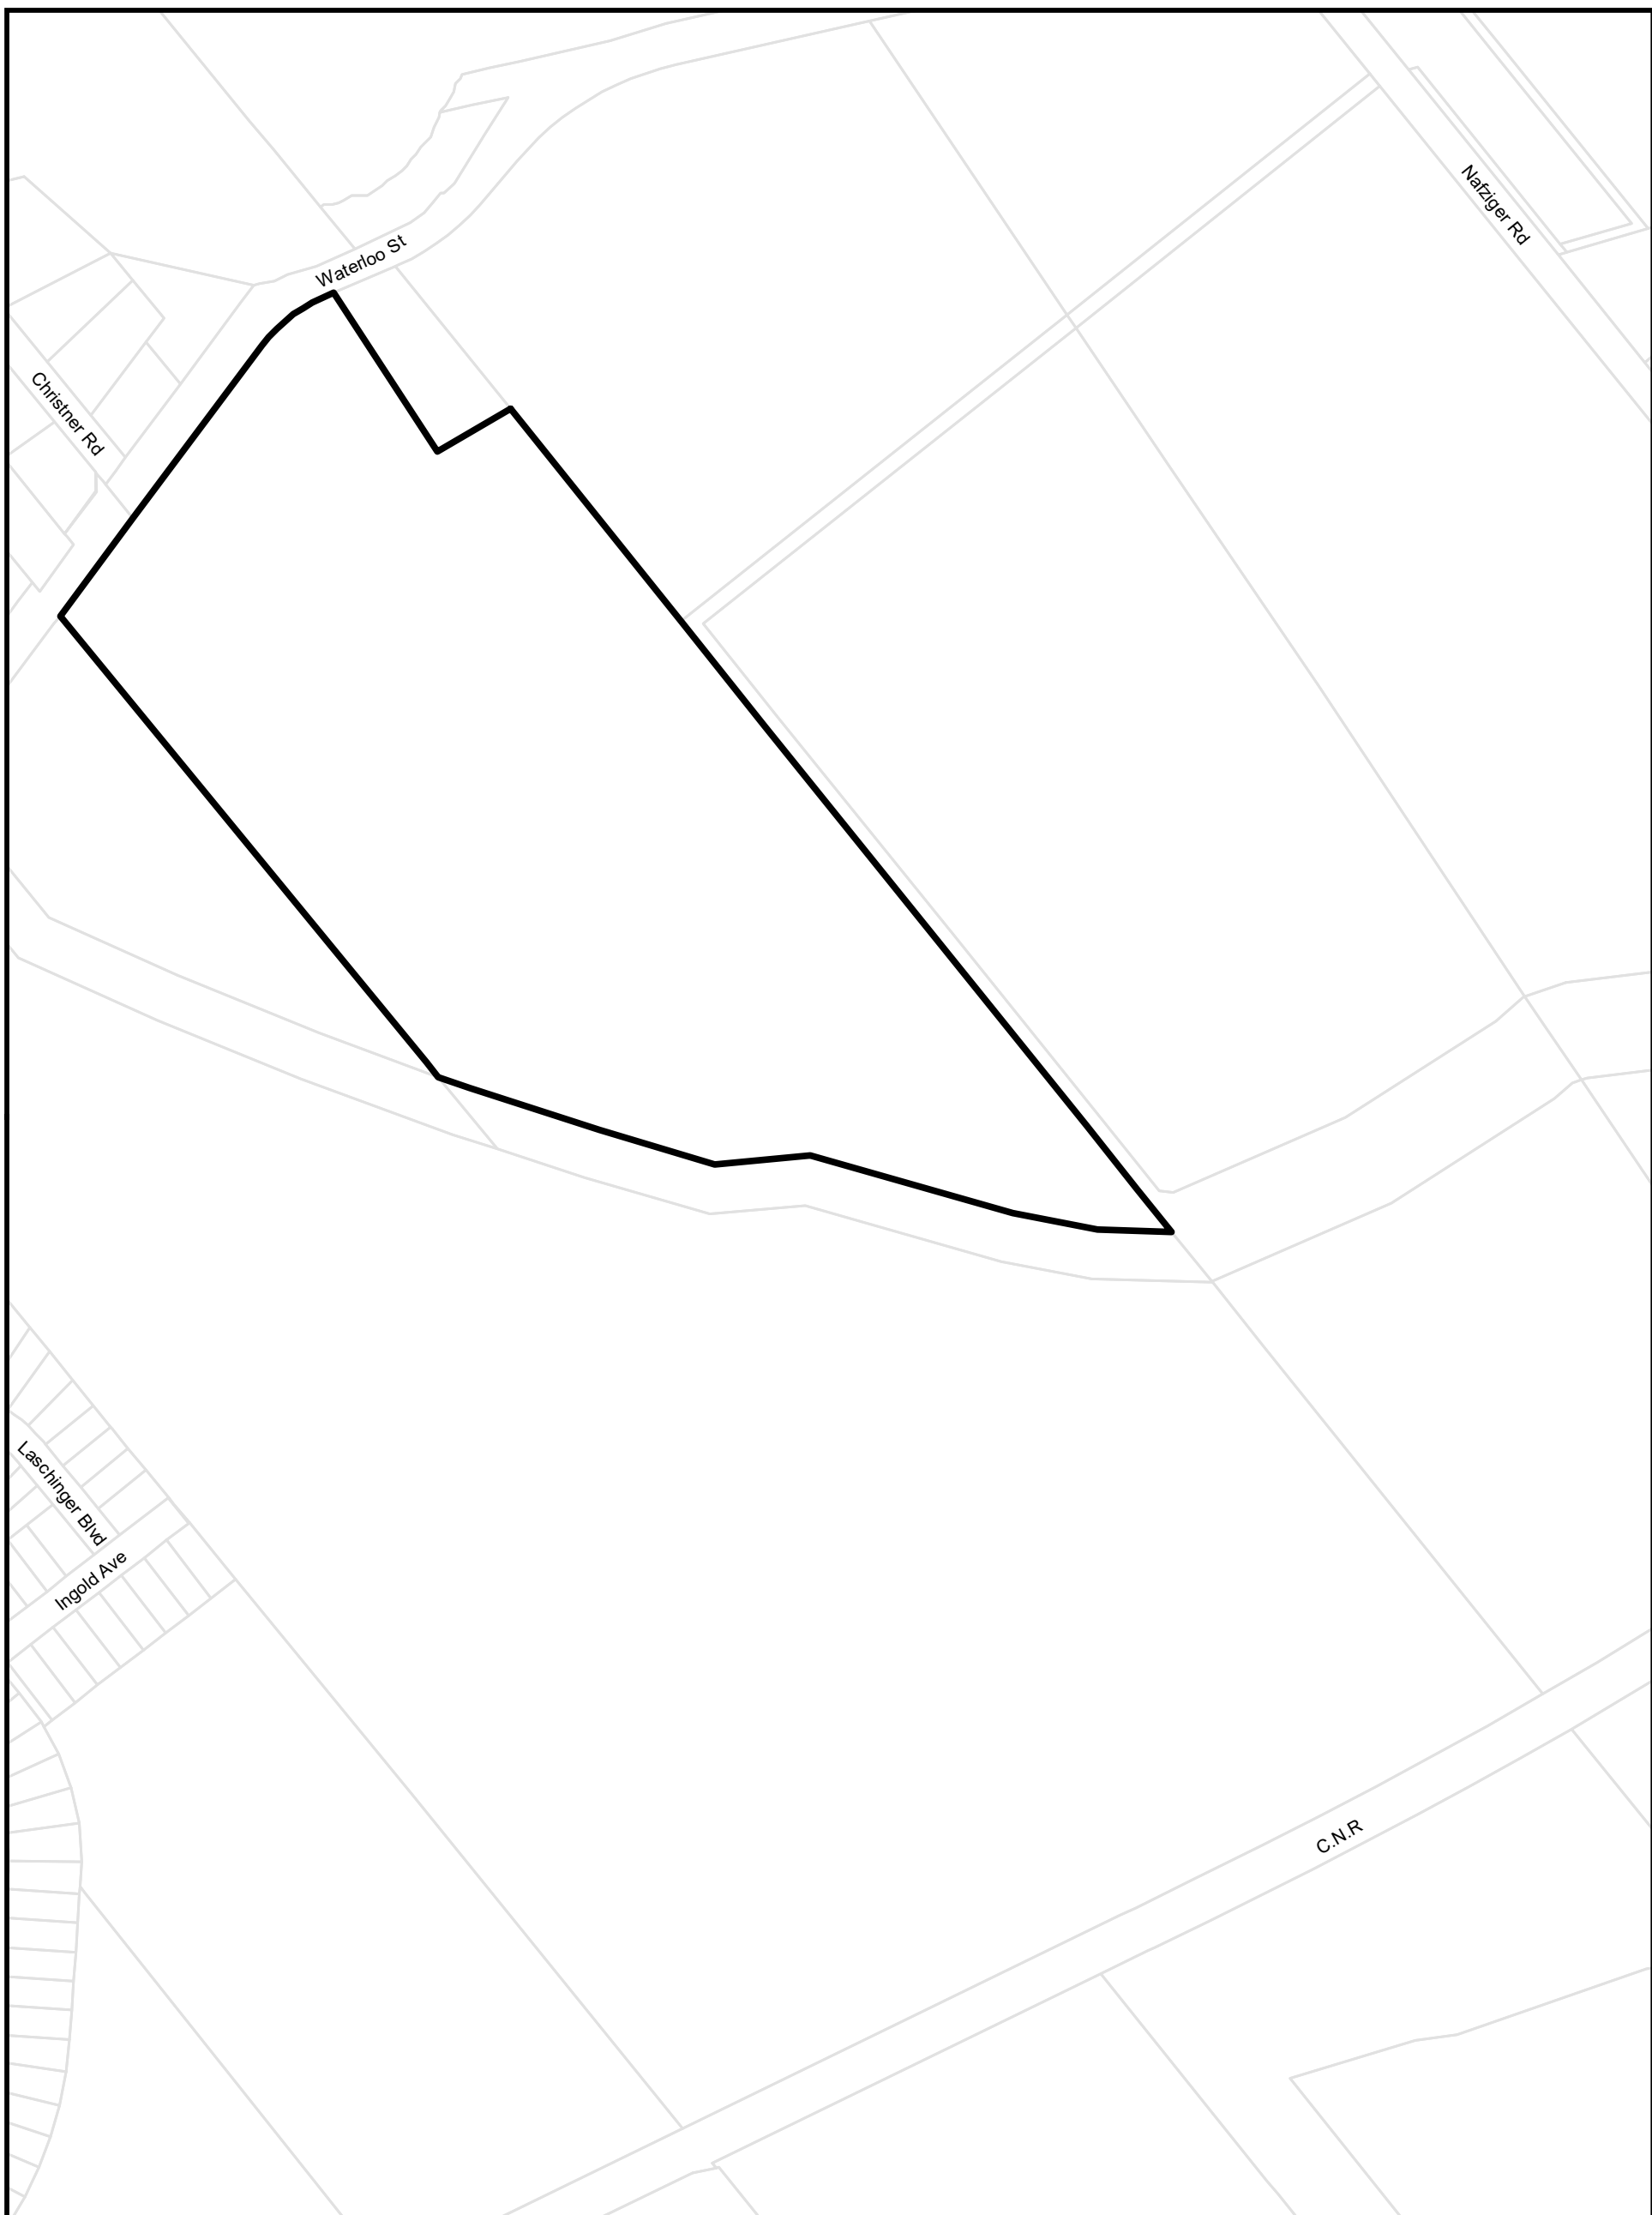 Nafziger Rd
Waterloo St
Christner Rd
Laschinger Blvd
Ingold Ave
C.N.R